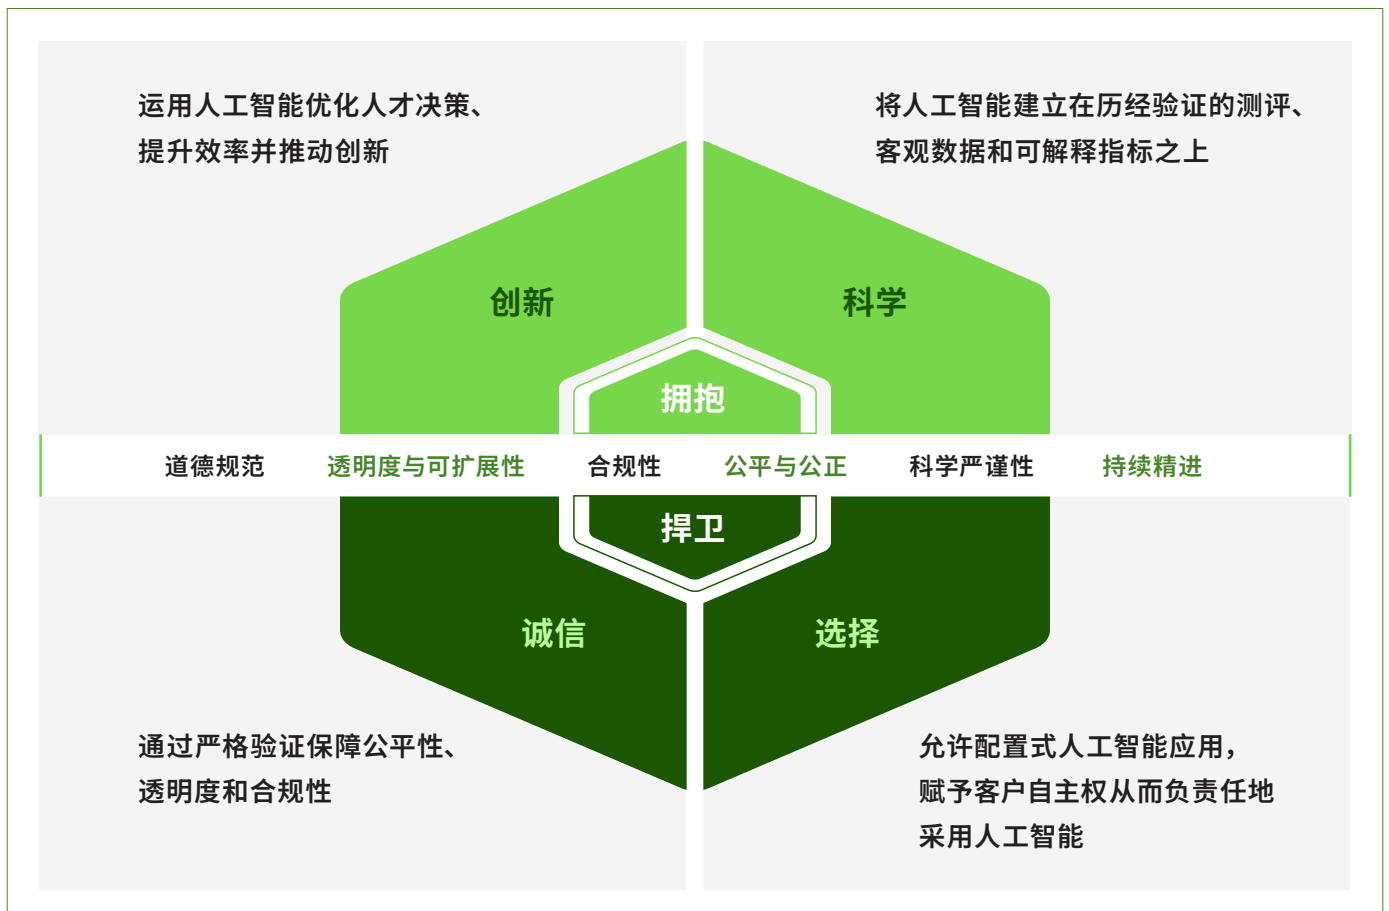 运用人工智能优化人才决策、
提升效率并推动创新
将人工智能建立在历经验证的测评、
客观数据和可解释指标之上
创新
科学
拥抱
道德规范 透明度与可扩展性 合规性 公平与公正 科学严谨性 持续精进
捍卫
诚信
选择
通过严格验证保障公平性、
透明度和合规性
允许配置式人工智能应用，
赋予客户自主权从而负责任地
采用人工智能